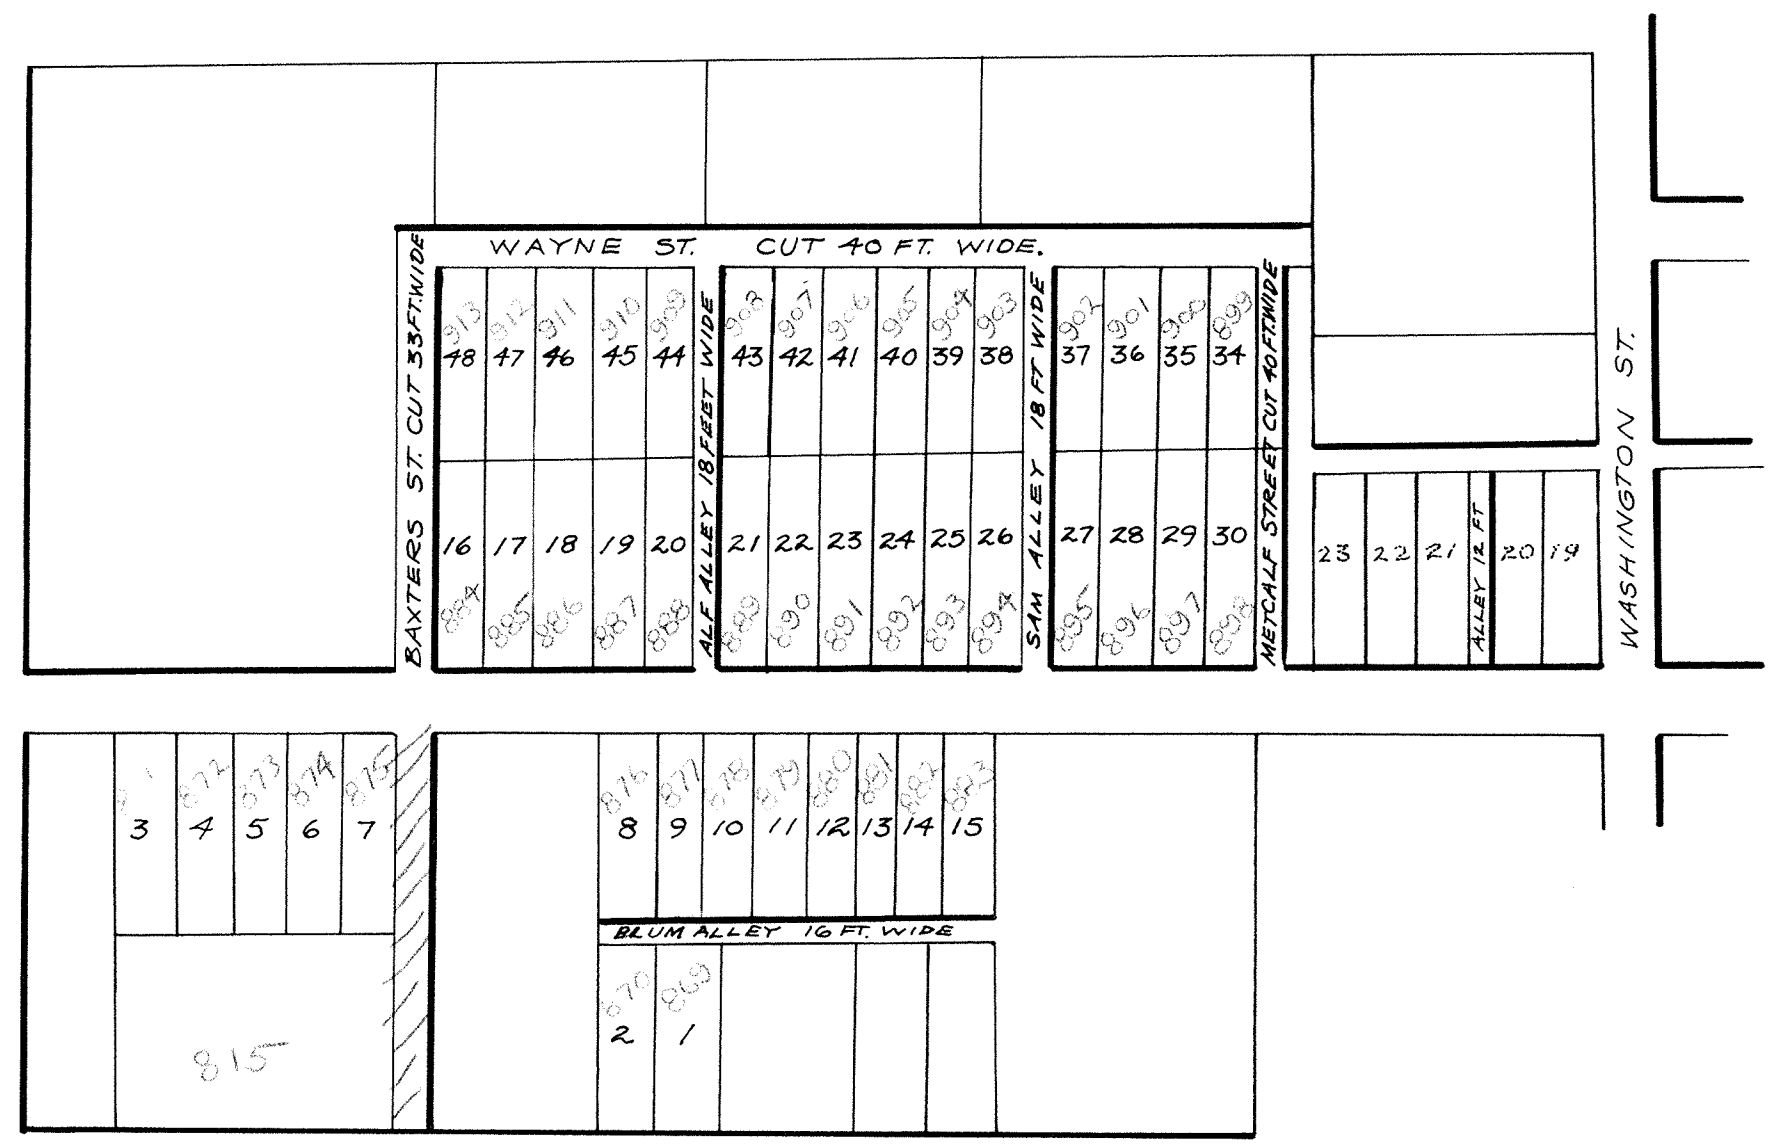 WAYNE ST. CUT 40 FT. WIDE.
BAXTERS ST. CUT 33 FT. WIDE
913 912 911 910 909
48 47 46 45 44
ALF ALLEY 18 FEET WIDE
908 907 906 905 904 903
43 42 41 40 39 38
SAM ALLEY 18 FT WIDE
902 901 900 899
37 36 35 34
METCALF STREET CUT 40 FT. WIDE
WASHINGTON ST.
16 17 18 19 20
884 885 886 887 888
21 22 23 24 25 26
889 890 891 892 893 894
27 28 29 30
895 896 897 898
23 22 21 ALLEY 12 FT 20 19
872 873 874 875
3 4 5 6 7
815
876 877 878 879 880 881 882 883
8 9 10 11 12 13 14 15
BLUM ALLEY 16 FT. WIDE
870 869
2 1